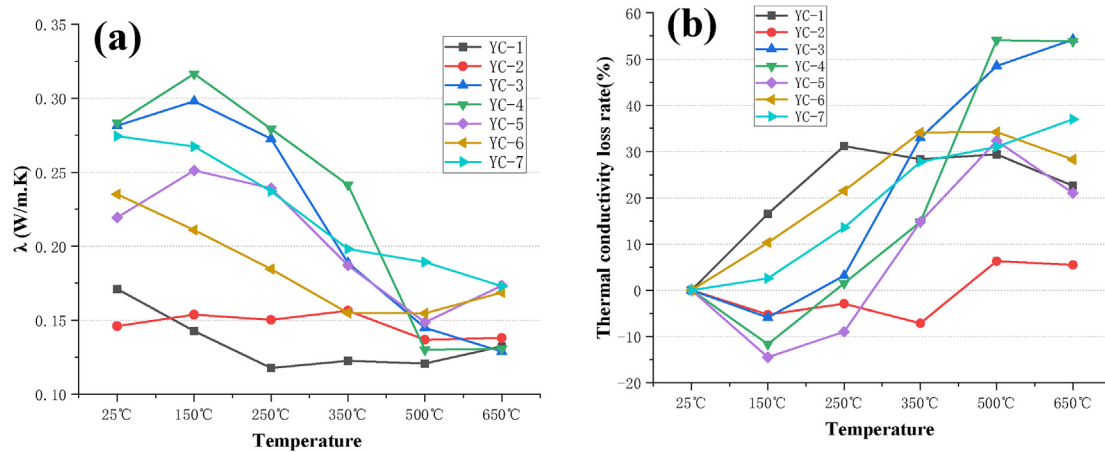 (a)
0.35
0.30
0.25
0.20
0.15
0.10
λ (W/m.K)
YC-1
YC-2
YC-3
YC-4
YC-5
YC-6
YC-7
25℃ 150℃ 250℃ 350℃ 500℃ 650℃
Temperature
(b)
60
50
40
30
20
10
0
-10
-20
Thermal conductivity loss rate(%)
YC-1
YC-2
YC-3
YC-4
YC-5
YC-6
YC-7
25℃ 150℃ 250℃ 350℃ 500℃ 650℃
Temperature